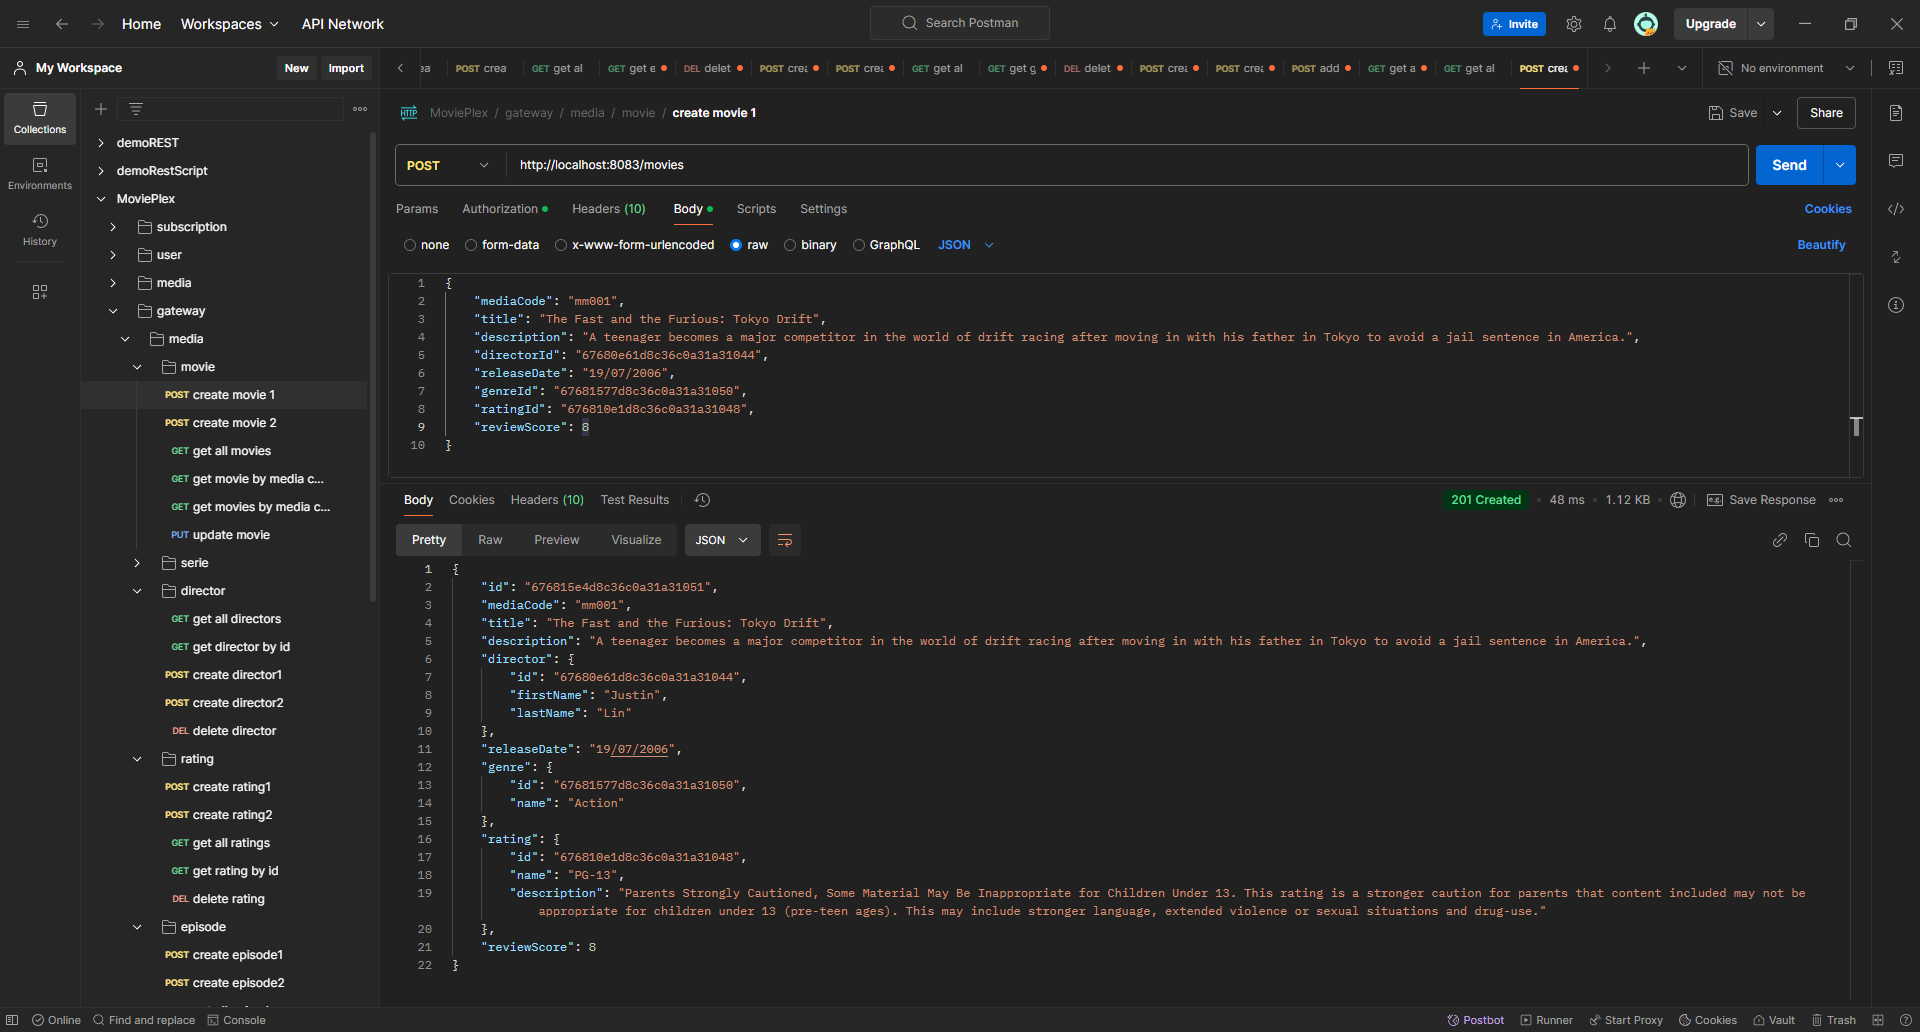 Home Workspaces API Network Search Postman Invite Upgrade
My Workspace New Import ea POST crea GET get al GET get e DEL delet POST crea POST crea GET get al GET get g DEL delet POST crea POST crea POST add GET get a GET get al POST crea No environment
Collections
Environments
History
demoREST
demoRestScript
MoviePlex
subscription
user
media
gateway
media
movie
POST create movie 1
POST create movie 2
GET get all movies
GET get movie by media c...
GET get movies by media c...
PUT update movie
serie
director
GET get all directors
GET get director by id
POST create director1
POST create director2
DEL delete director
rating
POST create rating1
POST create rating2
GET get all ratings
GET get rating by id
DEL delete rating
episode
POST create episode1
POST create episode2
HTTP MoviePlex / gateway / media / movie / create movie 1 Save Share
POST http://localhost:8083/movies Send
Params Authorization Headers (10) Body Scripts Settings Cookies
none form-data x-www-form-urlencoded raw binary GraphQL JSON Beautify
1 {
2 "mediaCode": "mm001",
3 "title": "The Fast and the Furious: Tokyo Drift",
4 "description": "A teenager becomes a major competitor in the world of drift racing after moving in with his father in Tokyo to avoid a jail sentence in America.",
5 "directorId": "67680e61d8c36c0a31a31044",
6 "releaseDate": "19/07/2006",
7 "genreId": "67681577d8c36c0a31a31050",
8 "ratingId": "676810e1d8c36c0a31a31048",
9 "reviewScore": 8
10 }
Body Cookies Headers (10) Test Results 201 Created 48 ms 1.12 KB e.g. Save Response
Pretty Raw Preview Visualize JSON
1 {
2 "id": "676815e4d8c36c0a31a31051",
3 "mediaCode": "mm001",
4 "title": "The Fast and the Furious: Tokyo Drift",
5 "description": "A teenager becomes a major competitor in the world of drift racing after moving in with his father in Tokyo to avoid a jail sentence in America.",
6 "director": {
7 "id": "67680e61d8c36c0a31a31044",
8 "firstName": "Justin",
9 "lastName": "Lin"
10 },
11 "releaseDate": "19/07/2006",
12 "genre": {
13 "id": "67681577d8c36c0a31a31050",
14 "name": "Action"
15 },
16 "rating": {
17 "id": "676810e1d8c36c0a31a31048",
18 "name": "PG-13",
19 "description": "Parents Strongly Cautioned, Some Material May Be Inappropriate for Children Under 13. This rating is a stronger caution for parents that content included may not be
appropriate for children under 13 (pre-teen ages). This may include stronger language, extended violence or sexual situations and drug-use."
20 },
21 "reviewScore": 8
22 }
Online Find and replace Console Postbot Runner Start Proxy Cookies Vault Trash